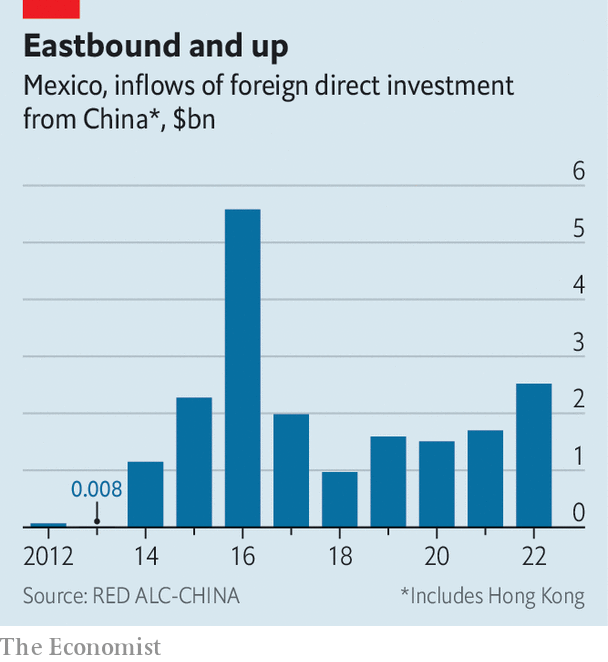 Eastbound and up
Mexico, inflows of foreign direct investment
from China*, $bn
6
5
4
3
2
1
0.008
0
2012 14 16 18 20 22
Source: RED ALC-CHINA *Includes Hong Kong
The Economist